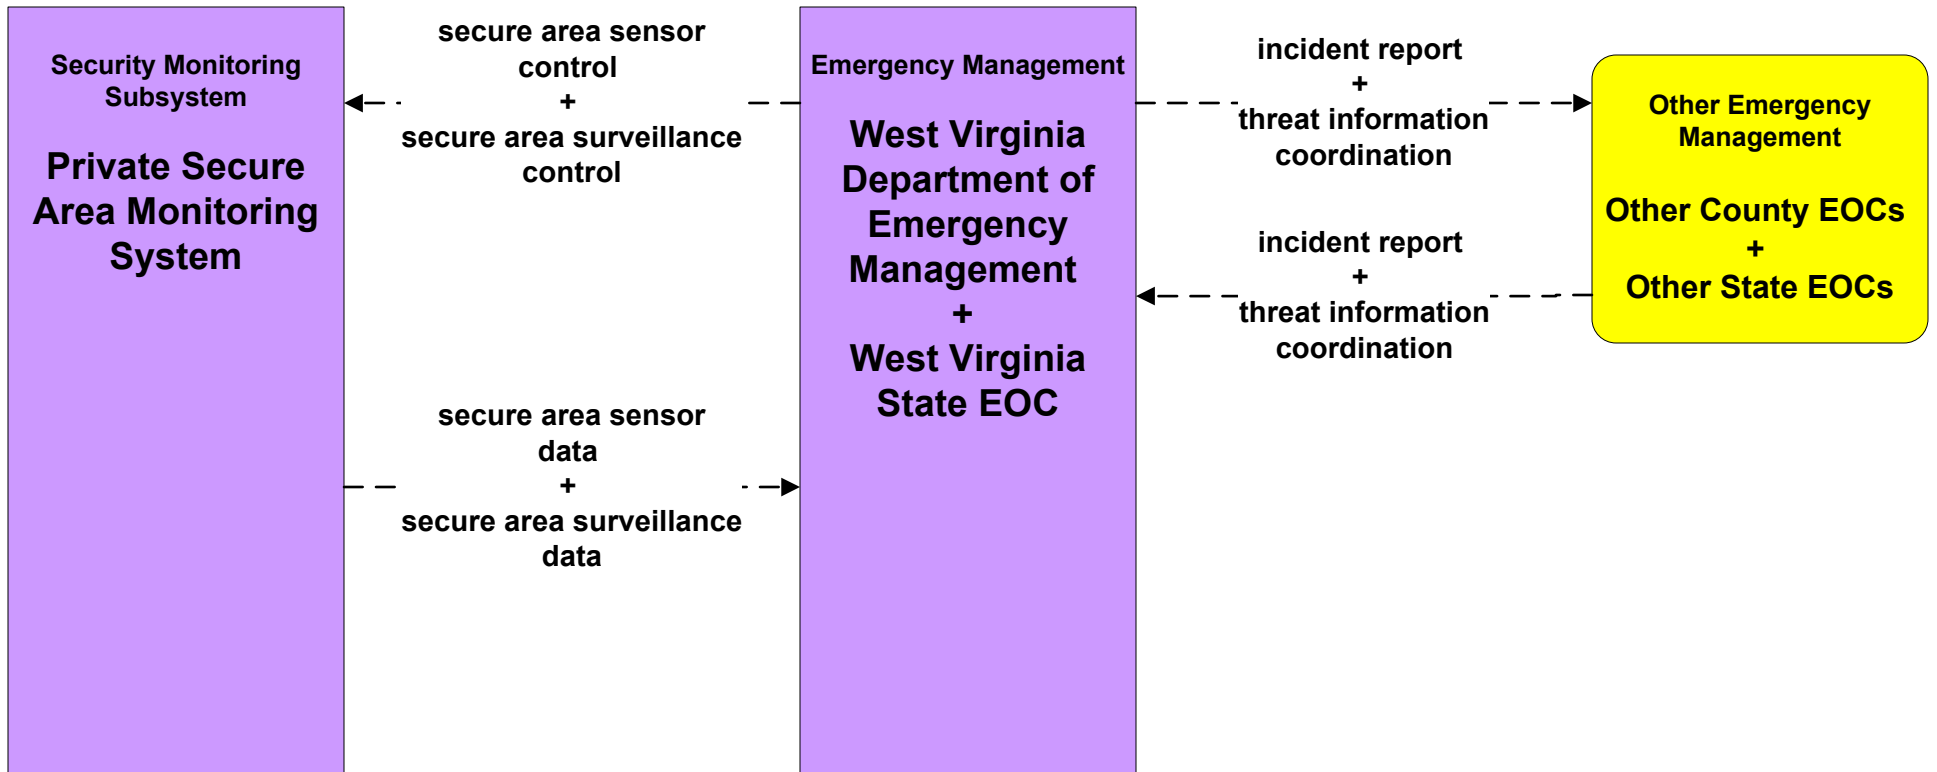 Security Monitoring
Subsystem
Private Secure
Area Monitoring
System
secure area sensor
control
+
secure area surveillance
control
secure area sensor
data
+
secure area surveillance
data
Emergency Management
West Virginia
Department of
Emergency
Management
+
West Virginia
State EOC
incident report
+
threat information
coordination
incident report
+
threat information
coordination
Other Emergency
Management
Other County EOCs
+
Other State EOCs